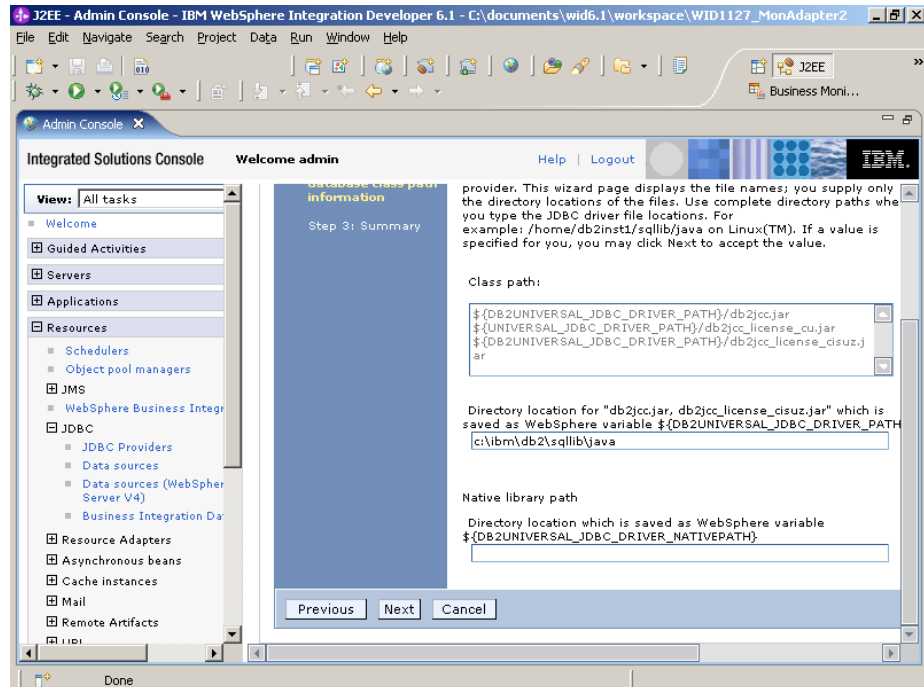 J2EE - Admin Console - IBM WebSphere Integration Developer 6.1 - C:\documents\wid6.1\workspace\WID1127_MonAdapter2
File Edit Navigate Search Project Data Run Window Help
J2EE
Business Moni...
Admin Console
Integrated Solutions Console Welcome admin Help | Logout IBM.
View: All tasks
Welcome
Guided Activities
Servers
Applications
Resources
Schedulers
Object pool managers
JMS
WebSphere Business Integr
JDBC
JDBC Providers
Data sources
Data sources (WebSpher
Server V4)
Business Integration Da
Resource Adapters
Asynchronous beans
Cache instances
Mail
Remote Artifacts
URL
database class path
information
Step 3: Summary
provider. This wizard page displays the file names; you supply only
the directory locations of the files. Use complete directory paths whe
you type the JDBC driver file locations. For
example: /home/db2inst1/sqllib/java on Linux(TM). If a value is
specified for you, you may click Next to accept the value.
Class path:
${DB2UNIVERSAL_JDBC_DRIVER_PATH}/db2jcc.jar
${UNIVERSAL_JDBC_DRIVER_PATH}/db2jcc_license_cu.jar
${DB2UNIVERSAL_JDBC_DRIVER_PATH}/db2jcc_license_cisuz.j
ar
Directory location for "db2jcc.jar, db2jcc_license_cisuz.jar" which is
saved as WebSphere variable ${DB2UNIVERSAL_JDBC_DRIVER_PATH
c:\ibm\db2\sqllib\java
Native library path
Directory location which is saved as WebSphere variable
${DB2UNIVERSAL_JDBC_DRIVER_NATIVEPATH}
Previous Next Cancel
Done